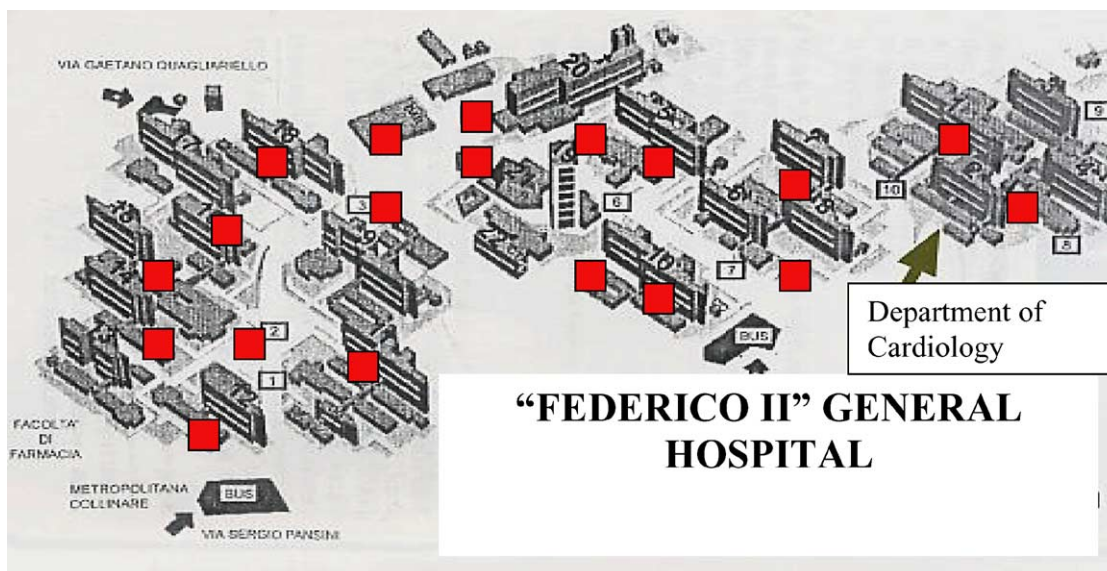 VIA GAETANO QUAGLIARIELLO
20
9
10
3
6
8
7
2
1
BUS
Department of
Cardiology
"FEDERICO II" GENERAL
HOSPITAL
FACOLTA'
DI
FARMACIA
METROPOLITANA
COLLINARE
BUS
VIA SERGIO PANSINI